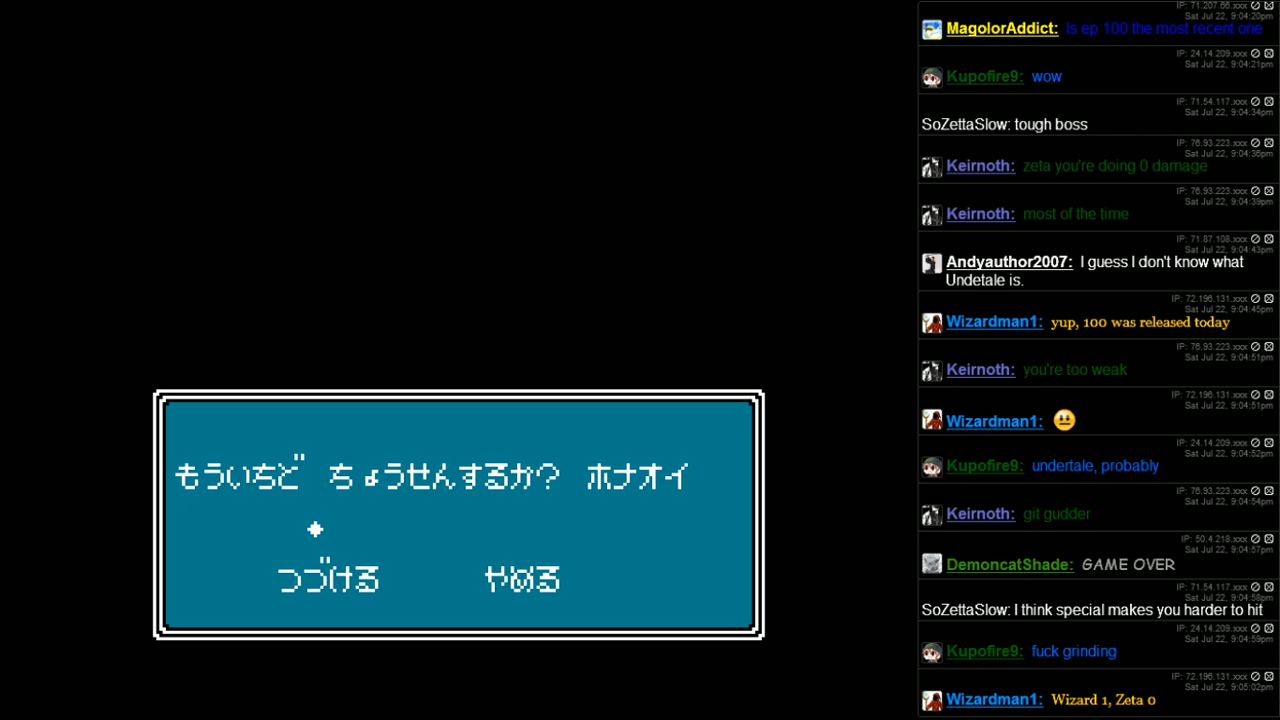 もういちど ちょうせんするか? ホナオイ
つづける やめる
IP: 71.207.66.xxx
Sat Jul 22, 9:04:20pm
MagolorAddict: Is ep 100 the most recent one
IP: 24.14.209.xxx
Sat Jul 22, 9:04:21pm
Kupofire9: wow
IP: 71.54.117.xxx
Sat Jul 22, 9:04:34pm
SoZettaSlow: tough boss
IP: 76.93.223.xxx
Sat Jul 22, 9:04:36pm
Keirnoth: zeta you're doing 0 damage
IP: 76.93.223.xxx
Sat Jul 22, 9:04:39pm
Keirnoth: most of the time
IP: 71.87.108.xxx
Sat Jul 22, 9:04:43pm
Andyauthor2007: I guess I don't know what
Undetale is.
IP: 72.196.131.xxx
Sat Jul 22, 9:04:45pm
Wizardman1: yup, 100 was released today
IP: 76.93.223.xxx
Sat Jul 22, 9:04:51pm
Keirnoth: you're too weak
IP: 72.196.131.xxx
Sat Jul 22, 9:04:51pm
Wizardman1: 😐
IP: 24.14.209.xxx
Sat Jul 22, 9:04:52pm
Kupofire9: undertale, probably
IP: 76.93.223.xxx
Sat Jul 22, 9:04:54pm
Keirnoth: git gudder
IP: 50.4.218.xxx
Sat Jul 22, 9:04:57pm
DemoncatShade: GAME OVER
IP: 71.54.117.xxx
Sat Jul 22, 9:04:58pm
SoZettaSlow: I think special makes you harder to hit
IP: 24.14.209.xxx
Sat Jul 22, 9:04:59pm
Kupofire9: fuck grinding
IP: 72.196.131.xxx
Sat Jul 22, 9:05:02pm
Wizardman1: Wizard 1, Zeta 0